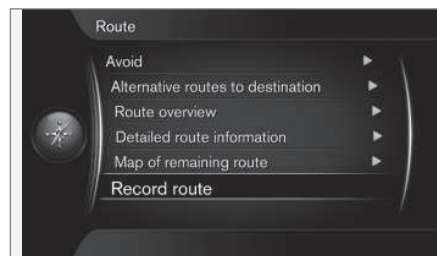 Route
Avoid
Alternative routes to destination
Route overview
Detailed route information
Map of remaining route
Record route